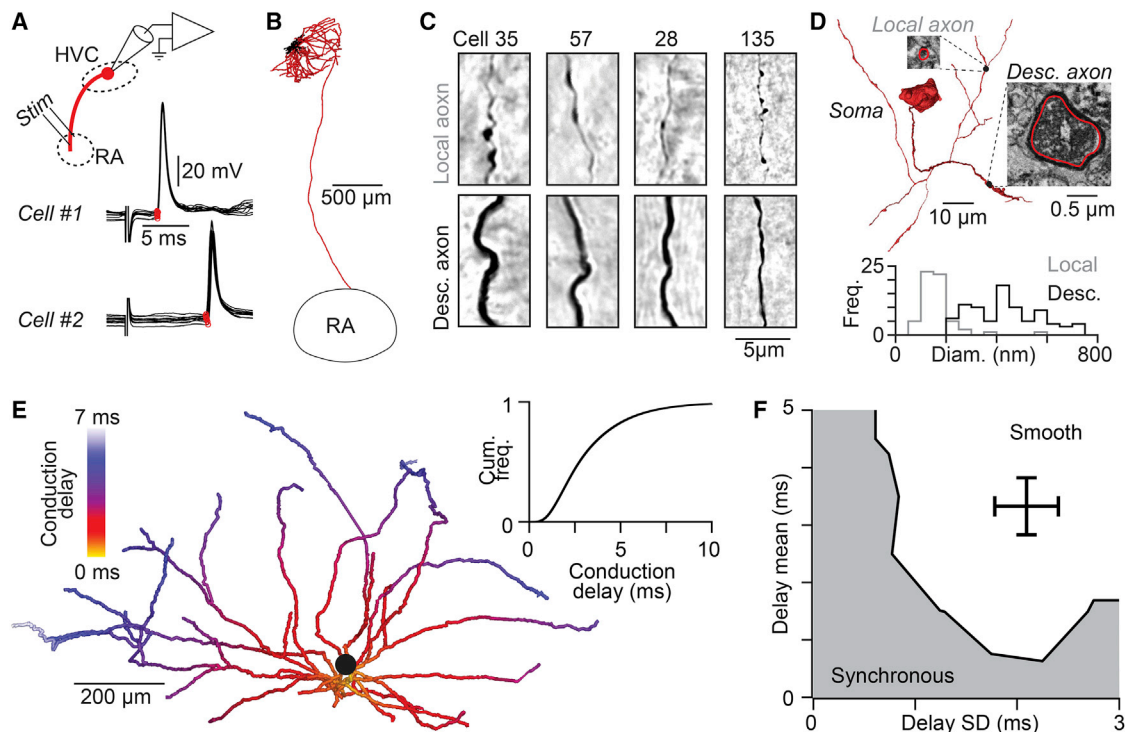 A
HVC
Stim
RA
20 mV
Cell #1
5 ms
Cell #2
B
500 µm
RA
C
Cell 35
57
28
135
Local aoxn
Desc. axon
5µm
D
Local axon
Desc. axon
Soma
10 µm
0.5 µm
25
0
Freq.
Local
Desc.
0
Diam. (nm)
800
E
7 ms
Conduction
delay
0 ms
200 µm
1
0
Cum.
freq.
0
5
10
Conduction
delay (ms)
F
5
Delay mean (ms)
0
Smooth
Synchronous
0
Delay SD (ms)
3